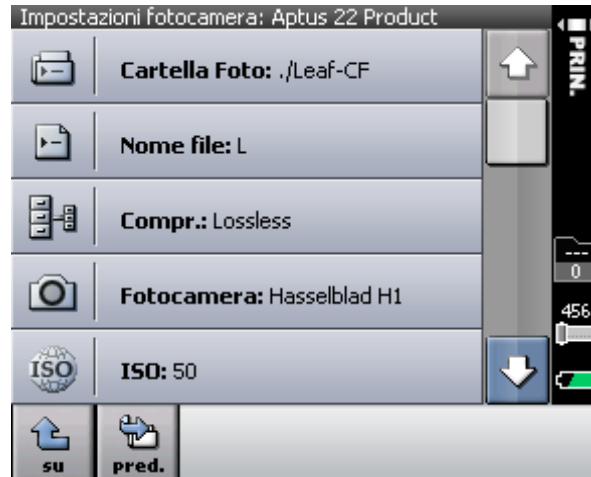 Impostazioni fotocamera: Aptus 22 Product
Cartella Foto: ./Leaf-CF
Nome file: L
Compr.: Lossless
Fotocamera: Hasselblad H1
ISO
ISO: 50
su
pred.
PRIN.
---
0
456